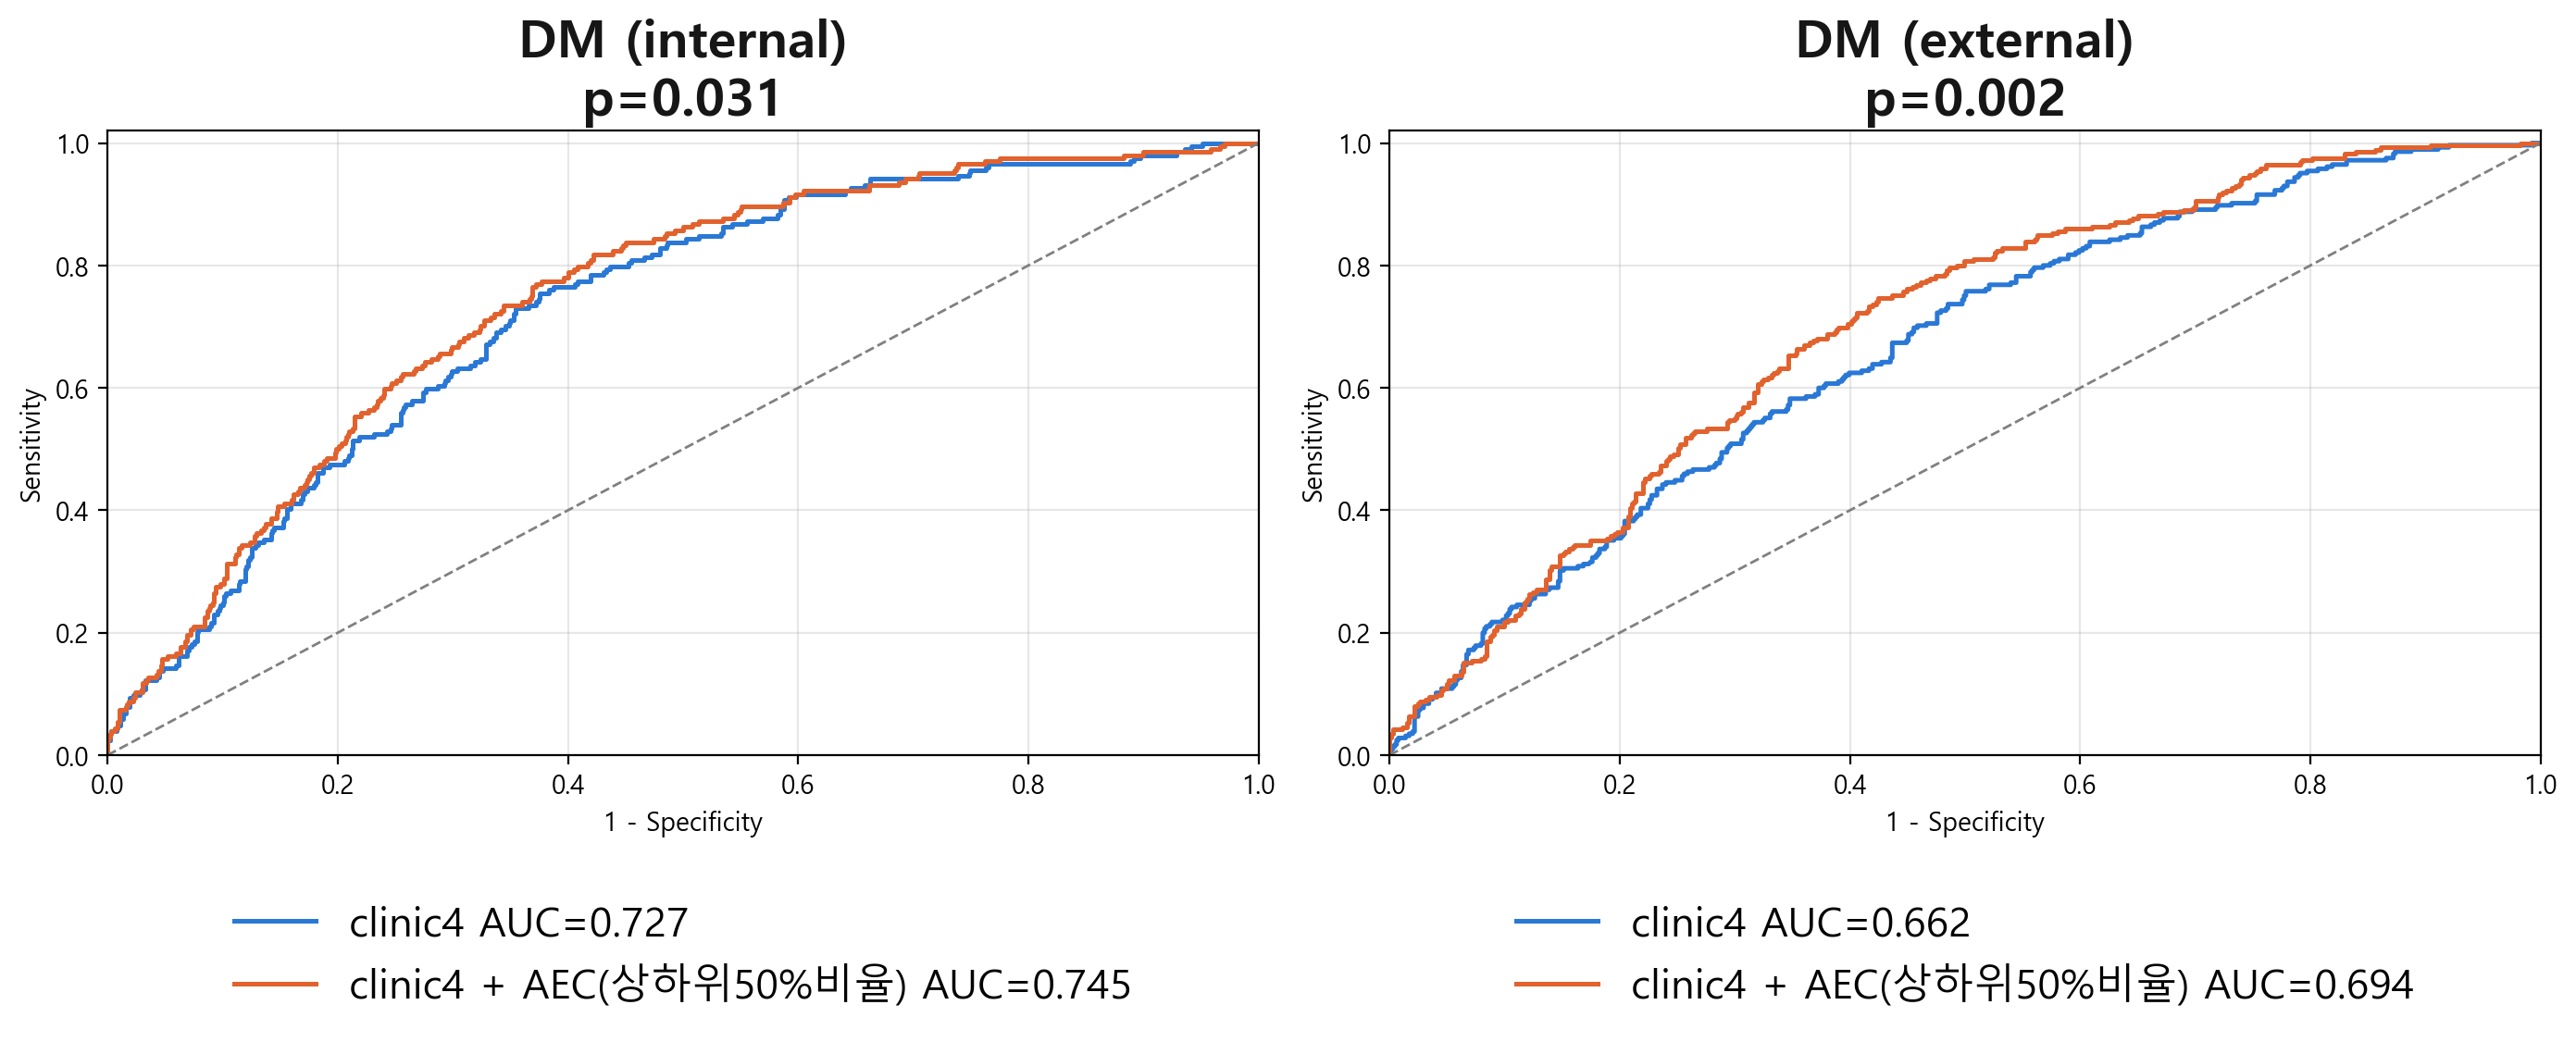 DM (internal)
p=0.031
1.0
0.8
0.6
0.4
0.2
0.0
Sensitivity
0.0 0.2 0.4 0.6 0.8 1.0
1 - Specificity
clinic4 AUC=0.727
clinic4 + AEC(상하위50%비율) AUC=0.745
DM (external)
p=0.002
1.0
0.8
0.6
0.4
0.2
0.0
Sensitivity
0.0 0.2 0.4 0.6 0.8 1.0
1 - Specificity
clinic4 AUC=0.662
clinic4 + AEC(상하위50%비율) AUC=0.694